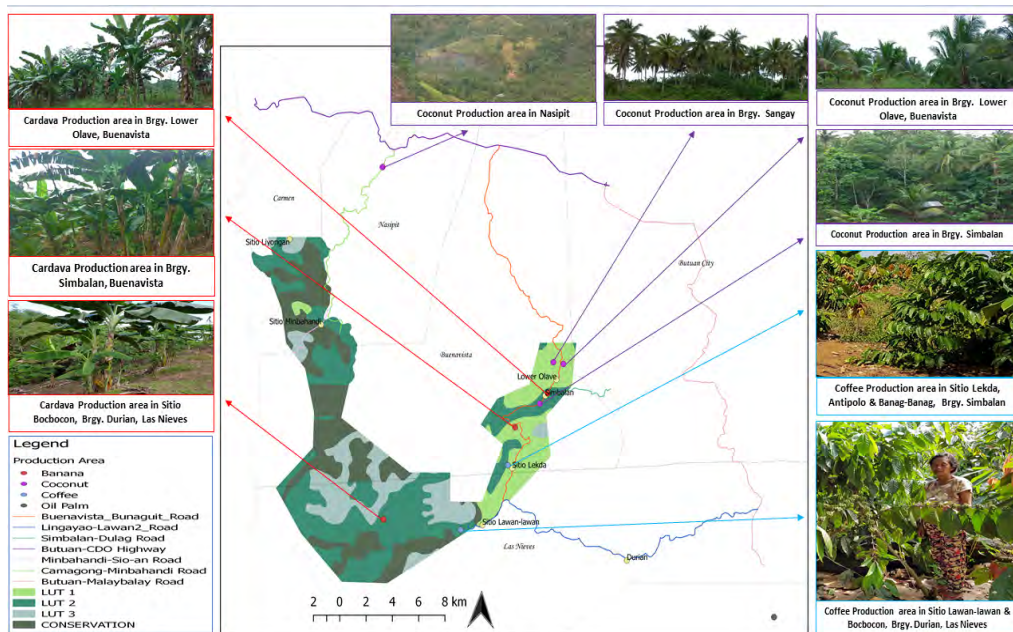 Cardava Production area in Brgy. Lower
Olave, Buenavista
Cardava Production area in Brgy.
Simbalan, Buenavista
Cardava Production area in Sitio
Bocbocon, Brgy. Durian, Las Nieves
Coconut Production area in Nasipit
Coconut Production area in Brgy. Sangay
Coconut Production area in Brgy. Lower
Olave, Buenavista
Coconut Production area in Brgy. Simbalan
Coffee Production area in Sitio Lekda,
Antipolo & Banag-Banag, Brgy. Simbalan
Coffee Production area in Sitio Lawan-lawan &
Bocbocon, Brgy. Durian, Las Nieves
Carmen
Nasipit
Sitio Uyongan
Butuan City
Sitio Minbahandi
Buenavista
Lower Olave
Simbalan
Sitio Lekda
Sitio Lawan-lawan
Las Nieves
Durian
Legend
Production Area
Banana
Coconut
Coffee
Oil Palm
Buenavista_Bunaguit_Road
Lingayao-Lawan2_Road
Simbalan-Dulag Road
Butuan-CDO Highway
Minbahandi-Sio-an Road
Camagong-Minbahandi Road
Butuan-Malaybalay Road
LUT 1
LUT 2
LUT 3
CONSERVATION
2 0 2 4 6 8 km